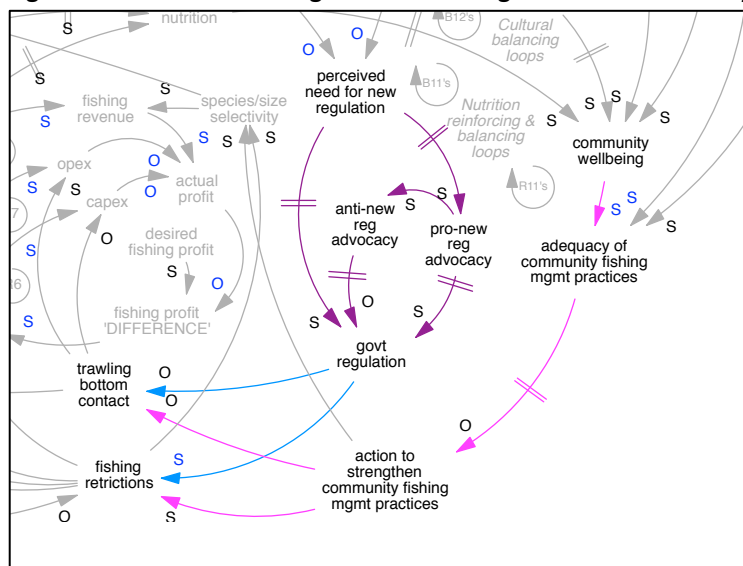 nutrition
S
S
B12's
Cultural
balancing
loops
O
O
perceived
need for new
regulation
B11's
Nutrition
reinforcing &
balancing
loops
R11's
S
S
S
S
community
wellbeing
fishing
revenue
S
S
species/size
selectivity
S
S
S
opex
O
actual
profit
S
S
capex
O
S
S
anti-new
reg
advocacy
pro-new
reg
advocacy
S
S
S
adequacy of
community fishing
mgmt practices
7
desired
fishing profit
O
S
S
O
fishing profit
'DIFFERENCE'
S
O
S
S
govt
regulation
trawling
bottom
contact
O
O
O
fishing
retrictions
S
action to
strengthen
community fishing
mgmt practices
O
S